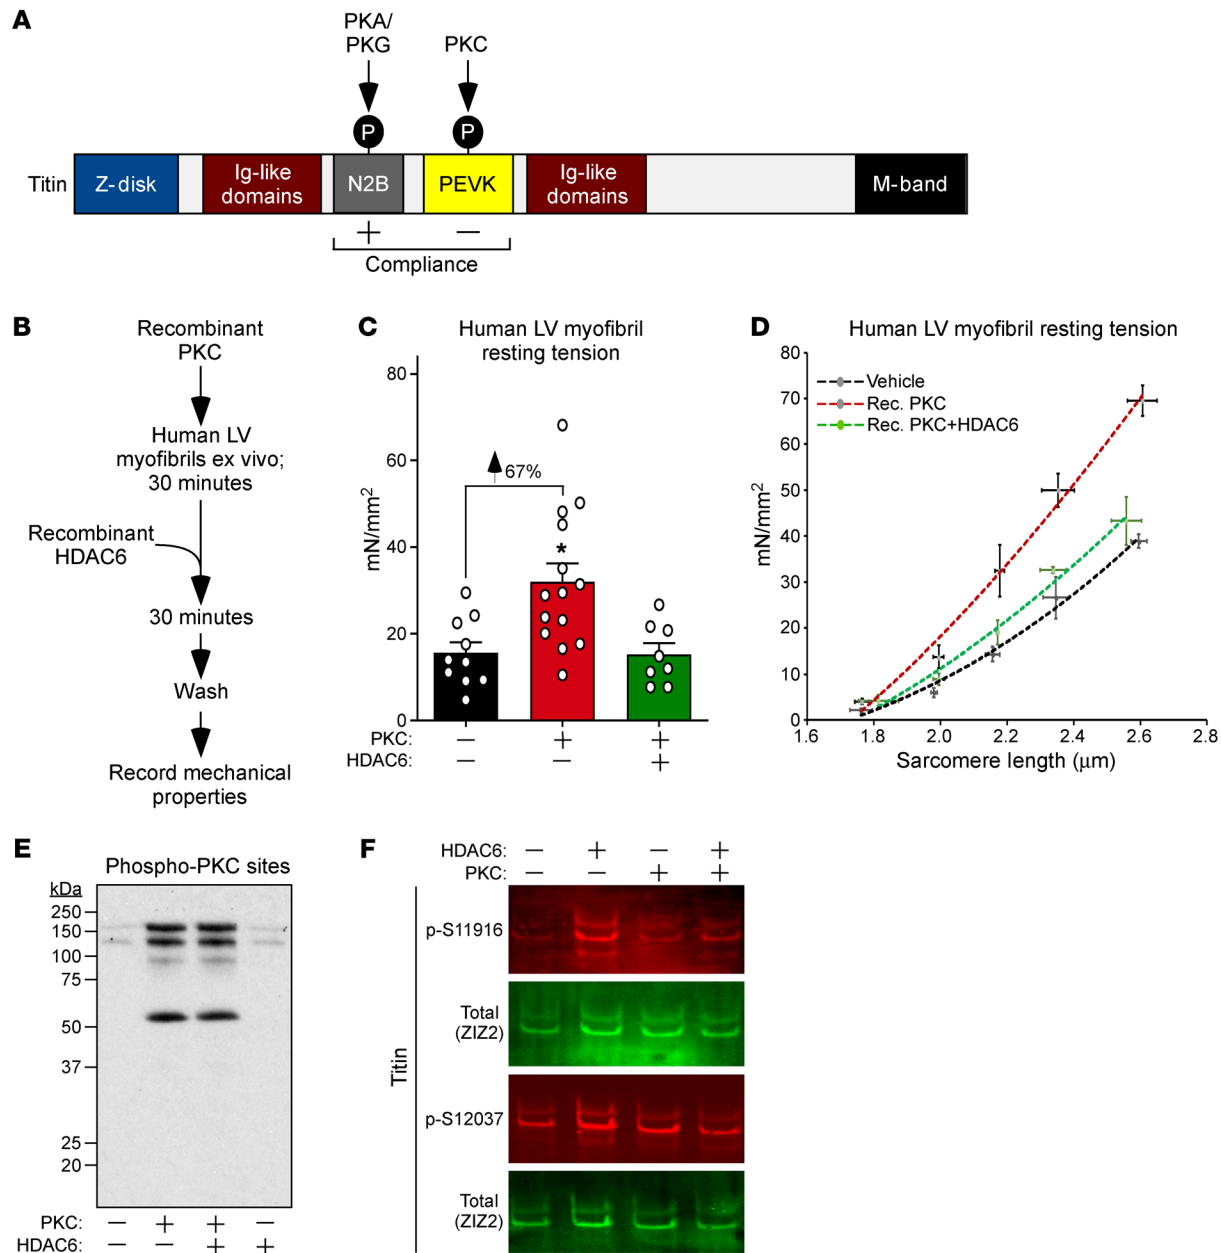 A
PKA/
PKG
PKC
P
P
Titin
Z-disk
Ig-like
domains
N2B
PEVK
Ig-like
domains
M-band
+
–
Compliance
B
Recombinant
PKC
Human LV
myofibrils ex vivo;
30 minutes
Recombinant
HDAC6
30 minutes
Wash
Record mechanical
properties
C
Human LV myofibril
resting tension
mN/mm²
80
60
40
20
0
67%
*
PKC: – + +
HDAC6: – – +
D
Human LV myofibril resting tension
mN/mm²
80
70
60
50
40
30
20
10
0
Vehicle
Rec. PKC
Rec. PKC+HDAC6
1.6 1.8 2.0 2.2 2.4 2.6 2.8
Sarcomere length (μm)
E
Phospho-PKC sites
kDa
250
150
100
75
50
37
25
20
PKC: – + + –
HDAC6: – – + +
F
HDAC6: – + – +
PKC: – – + +
Titin
p-S11916
Total
(ZIZ2)
p-S12037
Total
(ZIZ2)